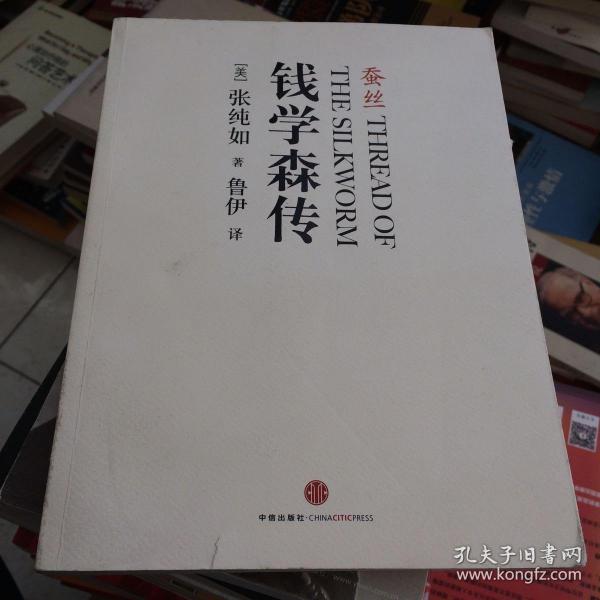 蚕丝 THREAD OF
THE SILKWORM
钱学森传
[美] 张纯如 著
鲁伊 译
中信出版社·CHINACITICPRESS
孔夫子旧书网
www.kongfz.com